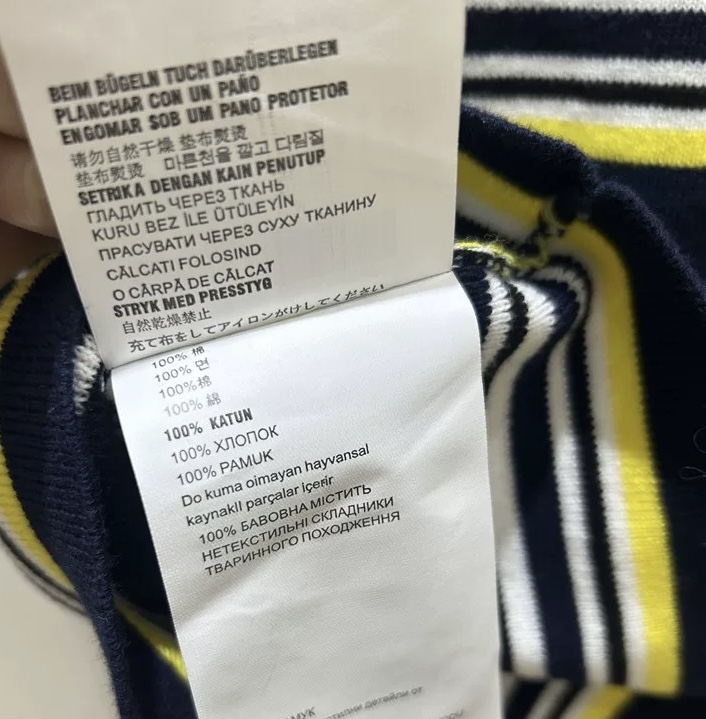 BEIM BÜGELN TUCH DARÜBERLEGEN
PLANCHAR CON UN PAÑO
ENGOMAR SOB UM PANO PROTETOR
请勿自然干燥 垫布熨烫
垫布熨烫 마른천을 깔고 다림질
SETRIKA DENGAN KAIN PENUTUP
ГЛАДИТЬ ЧЕРЕЗ ТКАНЬ
KURU BEZ İLE ÜTÜLEYİN
ПРАСУВАТИ ЧЕРЕЗ СУХУ ТКАНИНУ
CĂLCATI FOLOSIND
O CÂRPĂ DE CĂLCAT
STRYK MED PRESSTYG
自然乾燥禁止
充て布をしてアイロンがけしてください
100% 棉
100% 면
100%棉
100% 綿
100% KATUN
100% ХЛОПОК
100% PAMUK
Do kuma olmayan hayvansal
kaynakll parçalar içerir
100% БАВОВНА МІСТИТЬ
НЕТЕКСТИЛЬНІ СКЛАДНИКИ
ТВАРИННОГО ПОХОДЖЕННЯ
детейли от